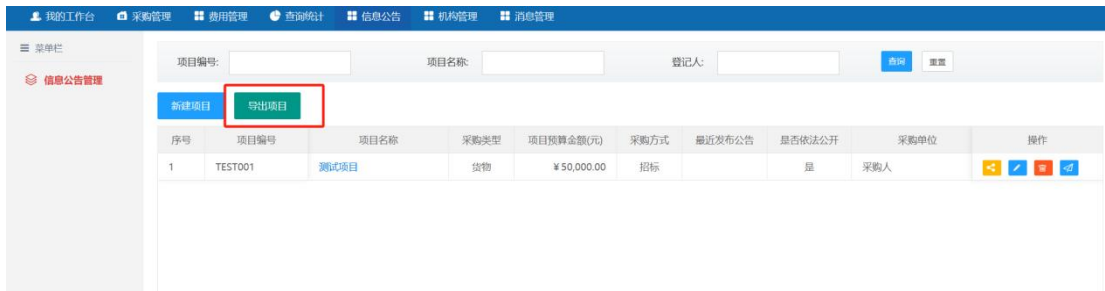 我的工作台 采购管理 费用管理 查询统计 信息公告 机构管理 消息管理
菜单栏
信息公告管理
项目编号: 项目名称: 登记人: 查询 重置
新建项目 导出项目
序号 项目编号 项目名称 采购类型 项目预算金额(元) 采购方式 最近发布公告 是否依法公开 采购单位 操作
1 TEST001 测试项目 货物 ¥50,000.00 招标 是 采购人